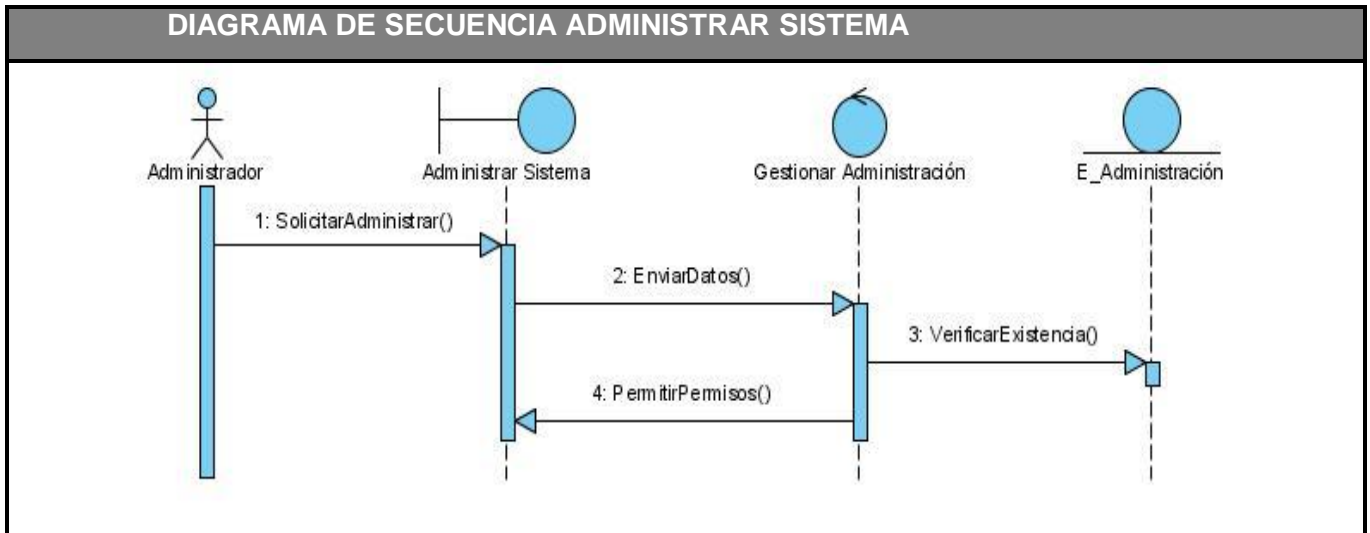 DIAGRAMA DE SECUENCIA ADMINISTRAR SISTEMA
Administrador
Administrar Sistema
Gestionar Administración
E_Administración
1: SolicitarAdministrar()
2: EnviarDatos()
3: VerificarExistencia()
4: PermitirPermisos()